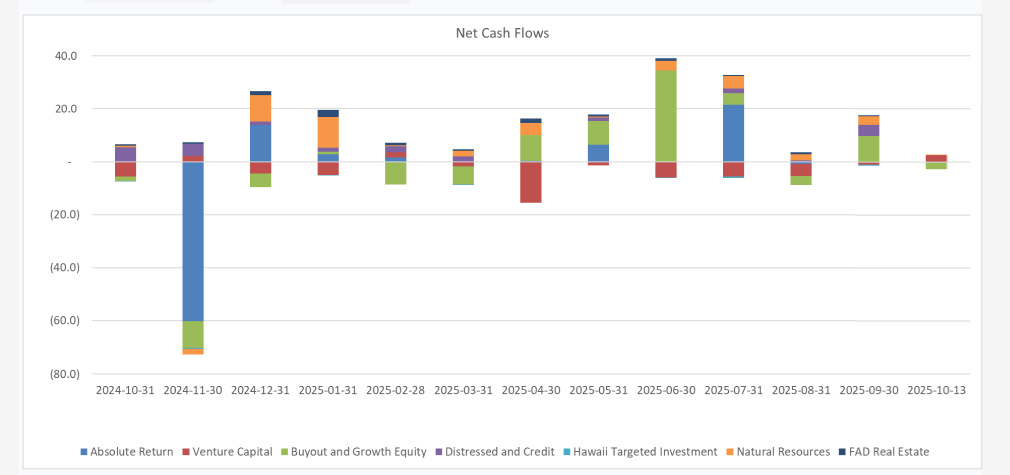 Net Cash Flows
40.0
20.0
-
(20.0)
(40.0)
(60.0)
(80.0)
2024-10-31 2024-11-30 2024-12-31 2025-01-31 2025-02-28 2025-03-31 2025-04-30 2025-05-31 2025-06-30 2025-07-31 2025-08-31 2025-09-30 2025-10-13
Absolute Return Venture Capital Buyout and Growth Equity Distressed and Credit Hawaii Targeted Investment Natural Resources FAD Real Estate